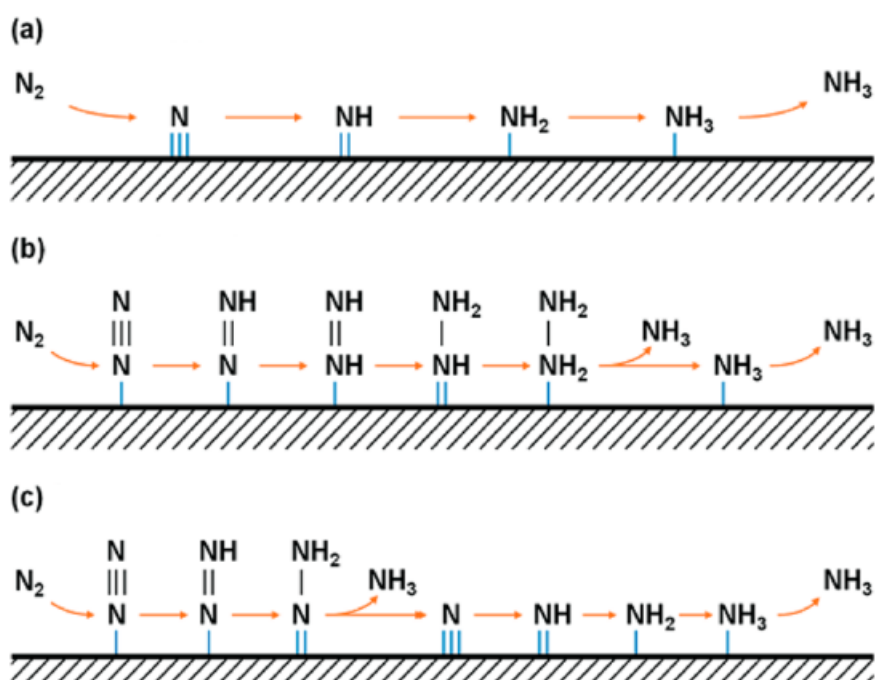 (a)
N₂ NH₃
N NH NH₂ NH₃
(b)
N NH NH NH₂ NH₂
N₂ NH₃ NH₃
N N NH NH NH₂ NH₃
(c)
N NH NH₂
N₂ NH₃ NH₃
N N N N NH NH₂ NH₃